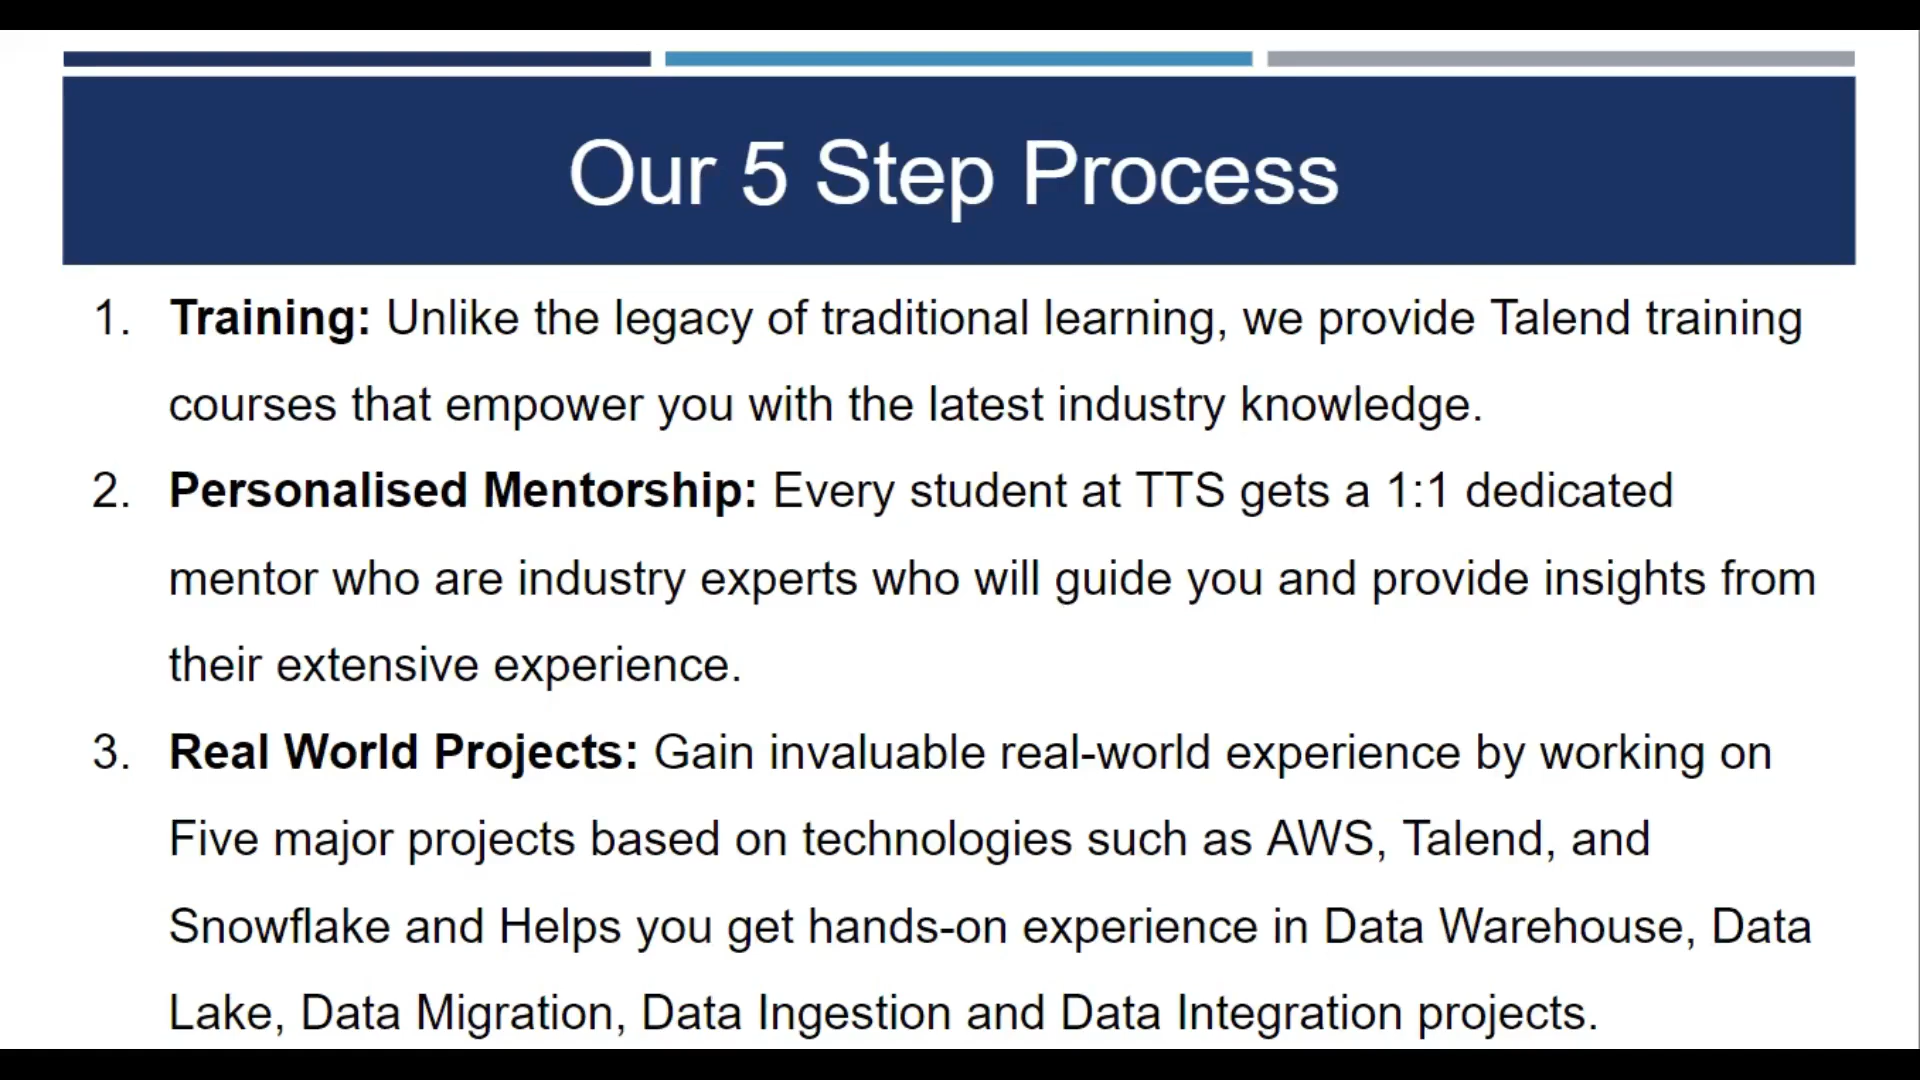 Our 5 Step Process
1. Training: Unlike the legacy of traditional learning, we provide Talend training
courses that empower you with the latest industry knowledge.
2. Personalised Mentorship: Every student at TTS gets a 1:1 dedicated
mentor who are industry experts who will guide you and provide insights from
their extensive experience.
3. Real World Projects: Gain invaluable real-world experience by working on
Five major projects based on technologies such as AWS, Talend, and
Snowflake and Helps you get hands-on experience in Data Warehouse, Data
Lake, Data Migration, Data Ingestion and Data Integration projects.